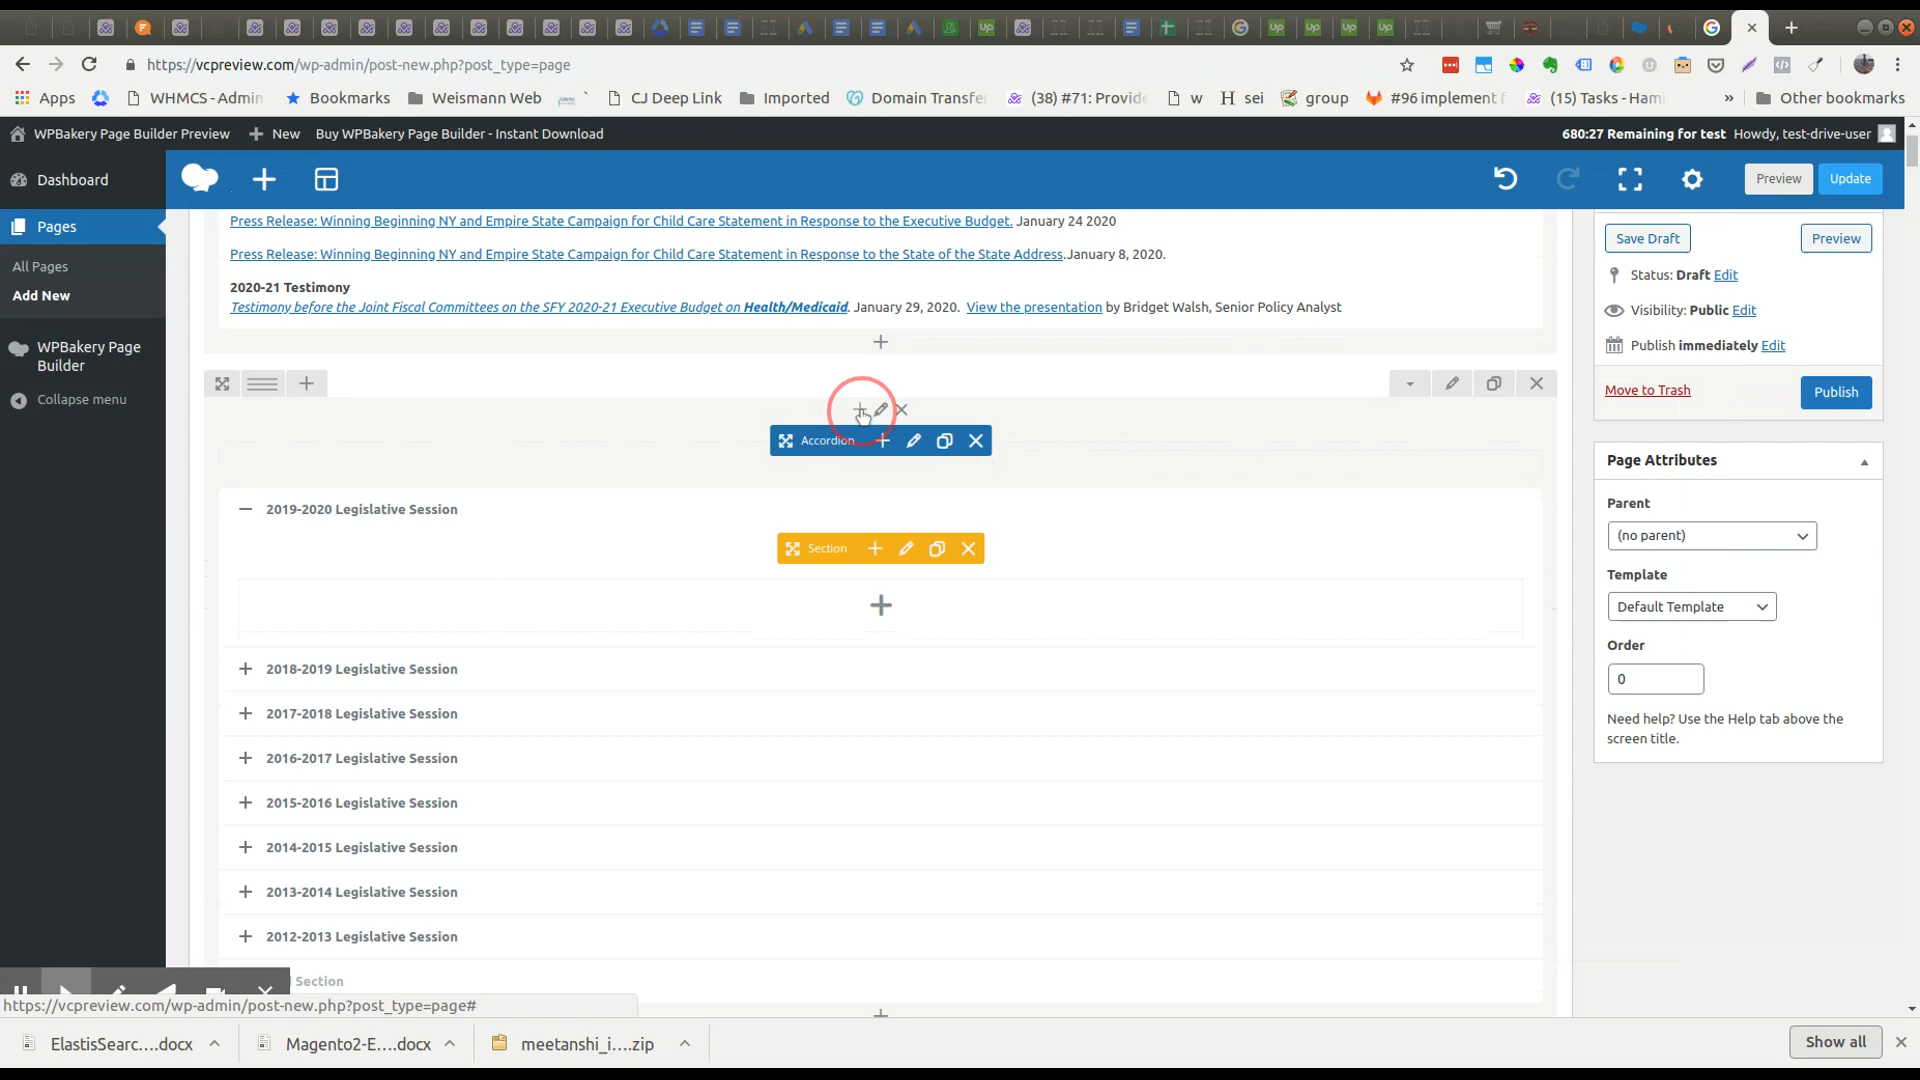 https://vcpreview.com/wp-admin/post-new.php?post_type=page
Apps
WHMCS - Admin
Bookmarks
Weismann Web
CJ Deep Link
Imported
Domain Transfe
(38) #71: Provid
w
sei
group
#96 implement f
(15) Tasks - Ham
»
Other bookmarks
WPBakery Page Builder Preview
New
Buy WPBakery Page Builder - Instant Download
680:27 Remaining for test
Howdy, test-drive-user
Dashboard
Pages
All Pages
Add New
WPBakery Page
Builder
Collapse menu
Preview
Update
Press Release: Winning Beginning NY and Empire State Campaign for Child Care Statement in Response to the Executive Budget. January 24 2020
Press Release: Winning Beginning NY and Empire State Campaign for Child Care Statement in Response to the State of the State Address.January 8, 2020.
2020-21 Testimony
Testimony before the Joint Fiscal Committees on the SFY 2020-21 Executive Budget on Health/Medicaid. January 29, 2020. View the presentation by Bridget Walsh, Senior Policy Analyst
Accordion
2019-2020 Legislative Session
Section
2018-2019 Legislative Session
2017-2018 Legislative Session
2016-2017 Legislative Session
2015-2016 Legislative Session
2014-2015 Legislative Session
2013-2014 Legislative Session
2012-2013 Legislative Session
Section
Save Draft
Preview
Status: Draft Edit
Visibility: Public Edit
Publish immediately Edit
Move to Trash
Publish
Page Attributes
Parent
(no parent)
Template
Default Template
Order
0
Need help? Use the Help tab above the
screen title.
https://vcpreview.com/wp-admin/post-new.php?post_type=page#
ElastisSearc....docx
Magento2-E....docx
meetanshi_i....zip
Show all